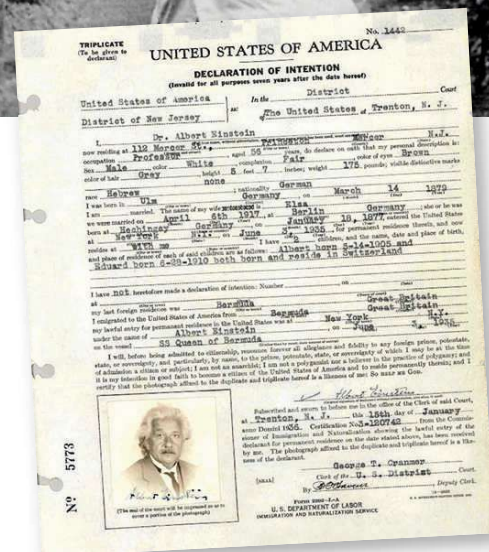 No. 1442
TRIPLICATE
(To be given to
declarant)
UNITED STATES OF AMERICA
DECLARATION OF INTENTION
(Invalid for all purposes seven years after the date hereof)
United States of America
District of New Jersey
ss:
In the District Court
of The United States at Trenton, N. J.
I, Dr. Albert Einstein
now residing at 112 Mercer St., Princeton Mercer N.J.
occupation Professor, aged 56 years, do declare on oath that my personal description is:
Sex Male color White complexion Fair color of eyes Brown
color of hair Grey height 5 feet 7 inches; weight 175 pounds; visible distinctive marks
none
race Hebrew ; nationality German
I was born in Ulm Germany on March 14 1879
I am married. The name of my wife is Elsa
we were married on April 6th 1917 at Berlin Germany ; she or he was
born at Hechingen Germany on January 18, 1877 entered the United States
at New York N.Y. on June 3 1935 for permanent residence therein, and now
resides at With me I have 2 children, and the name, date and place of birth,
and place of residence of each of said children are as follows: Albert born 5-14-1905 and
Eduard born 6-28-1910 both born and reside in Switzerland
I have not heretofore made a declaration of intention: Number on
my last foreign residence was Bermuda Great Britain
I emigrated to the United States of America from Bermuda Great Britain
my lawful entry for permanent residence in the United States was at New York N.Y.
under the name of Albert Einstein on June 3, 1935
on the vessel SS Queen of Bermuda
I will, before being admitted to citizenship, renounce forever all allegiance and fidelity to any foreign prince, potentate,
state, or sovereignty, and particularly, by name, to the prince, potentate, state, or sovereignty of which I may be at the time
of admission a citizen or subject; I am not an anarchist; I am not a polygamist nor a believer in the practice of polygamy; and
it is my intention in good faith to become a citizen of the United States of America and to reside permanently therein; and I
certify that the photograph affixed to the duplicate and triplicate hereof is a likeness of me: So help me God.
Albert Einstein
Subscribed and sworn to before me in the office of the Clerk of said Court,
at Trenton, N. J. this 15th day of January
anno Domini 1936. Certification No 3-120742 from the Commis-
sioner of Immigration and Naturalization showing the lawful entry of the
declarant for permanent residence on the date stated above, has been received
by me. The photograph affixed to the duplicate and triplicate hereof is a like-
ness of the declarant.
George T. Cranmer
[SEAL] Clerk of the U. S. District Court.
By Deputy Clerk.
Form 2202-L-A
U. S. DEPARTMENT OF LABOR
IMMIGRATION AND NATURALIZATION SERVICE
No 5773
Albert Einstein